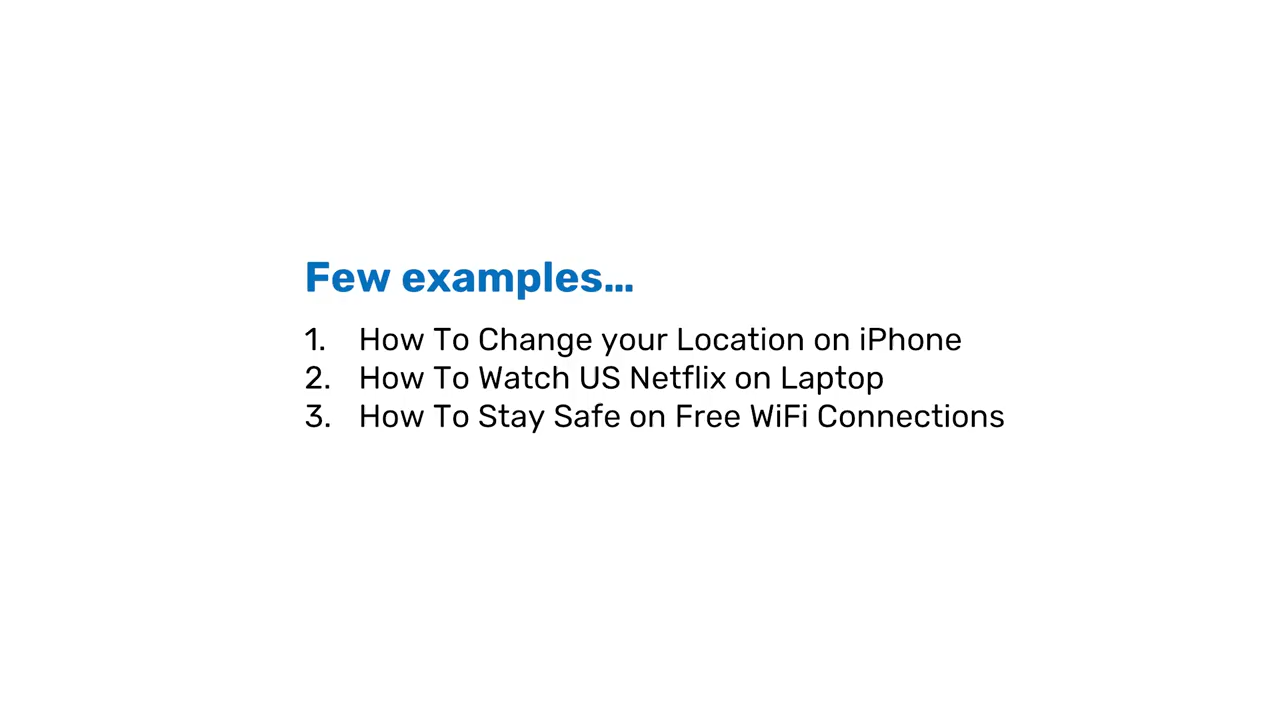 Few examples...
1. How To Change your Location on iPhone
2. How To Watch US Netflix on Laptop
3. How To Stay Safe on Free WiFi Connections